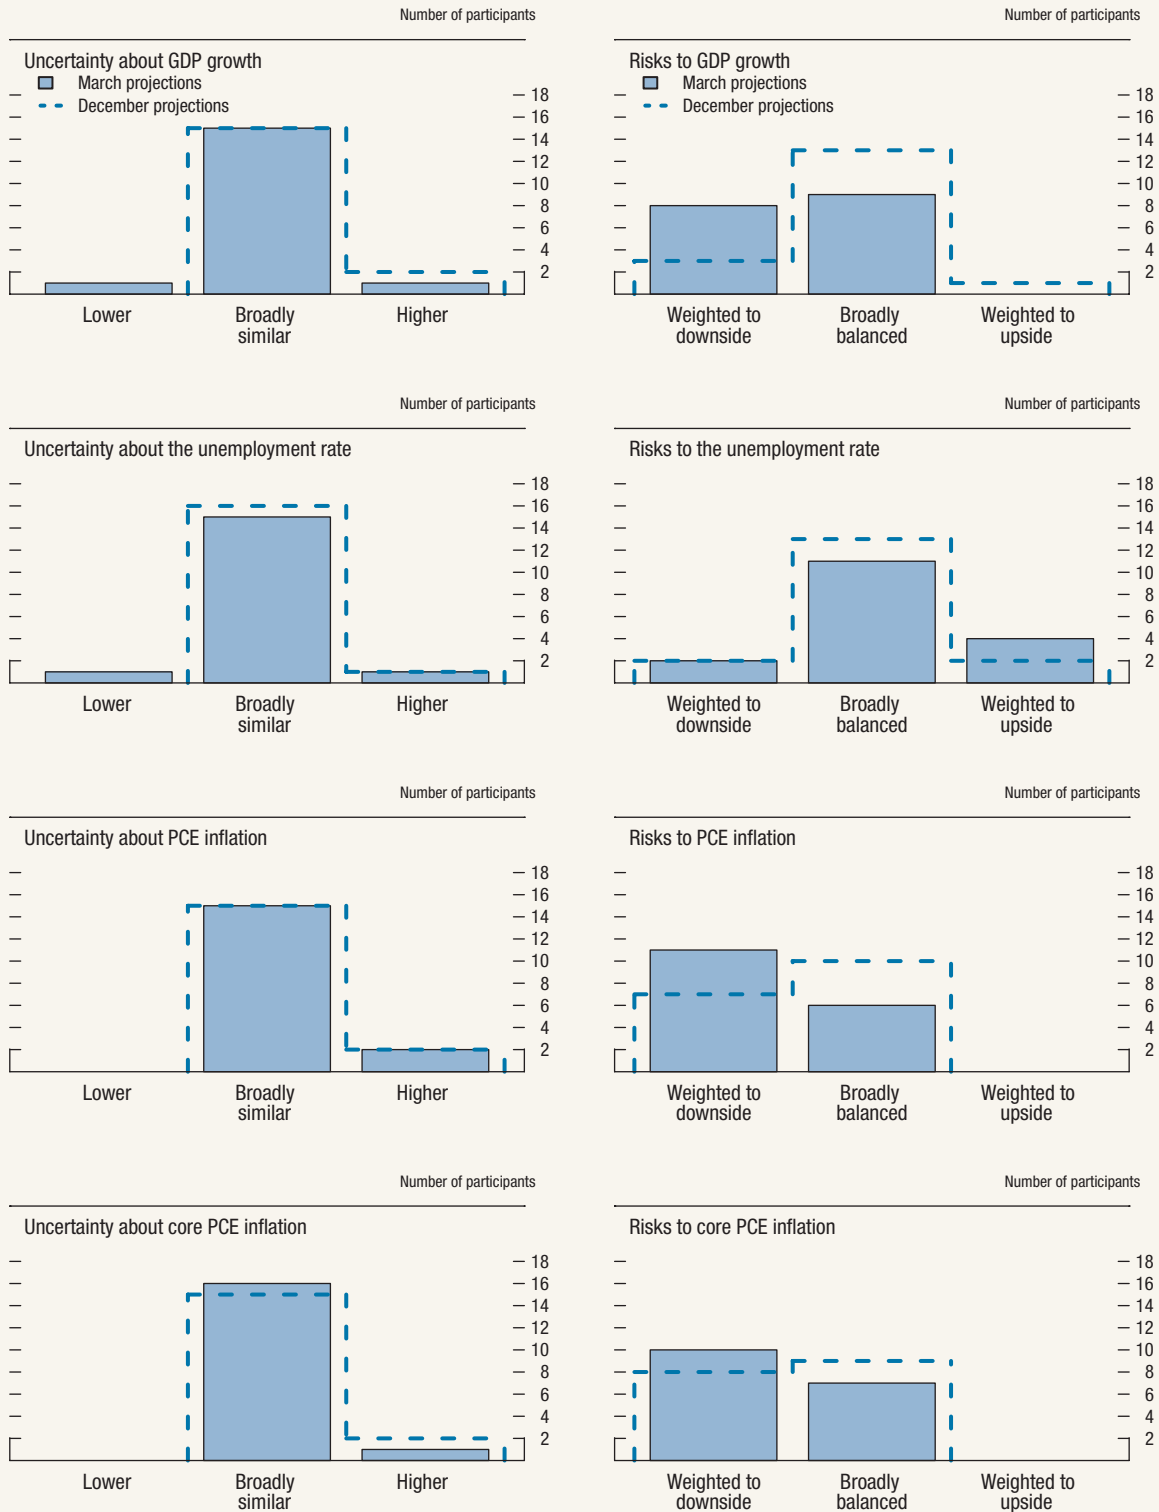 Number of participants
Uncertainty about GDP growth
March projections
December projections
18
16
14
12
10
8
6
4
2
Lower
Broadly
similar
Higher
Number of participants
Risks to GDP growth
March projections
December projections
18
16
14
12
10
8
6
4
2
Weighted to
downside
Broadly
balanced
Weighted to
upside
Number of participants
Uncertainty about the unemployment rate
18
16
14
12
10
8
6
4
2
Lower
Broadly
similar
Higher
Number of participants
Risks to the unemployment rate
18
16
14
12
10
8
6
4
2
Weighted to
downside
Broadly
balanced
Weighted to
upside
Number of participants
Uncertainty about PCE inflation
18
16
14
12
10
8
6
4
2
Lower
Broadly
similar
Higher
Number of participants
Risks to PCE inflation
18
16
14
12
10
8
6
4
2
Weighted to
downside
Broadly
balanced
Weighted to
upside
Number of participants
Uncertainty about core PCE inflation
18
16
14
12
10
8
6
4
2
Lower
Broadly
similar
Higher
Number of participants
Risks to core PCE inflation
18
16
14
12
10
8
6
4
2
Weighted to
downside
Broadly
balanced
Weighted to
upside